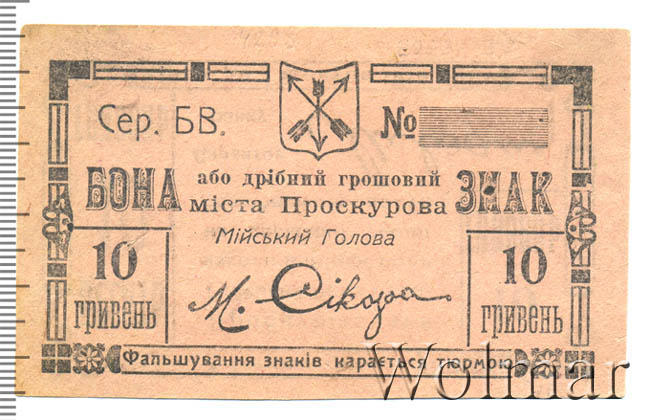 Сер. БВ. №
БОНА або дрібний грошовий ЗНАК
міста Проскурова
Мійський Голова
10 гривень
М. Сікора
10 гривень
Фальшування знаків карається тюрмою
Wolmar